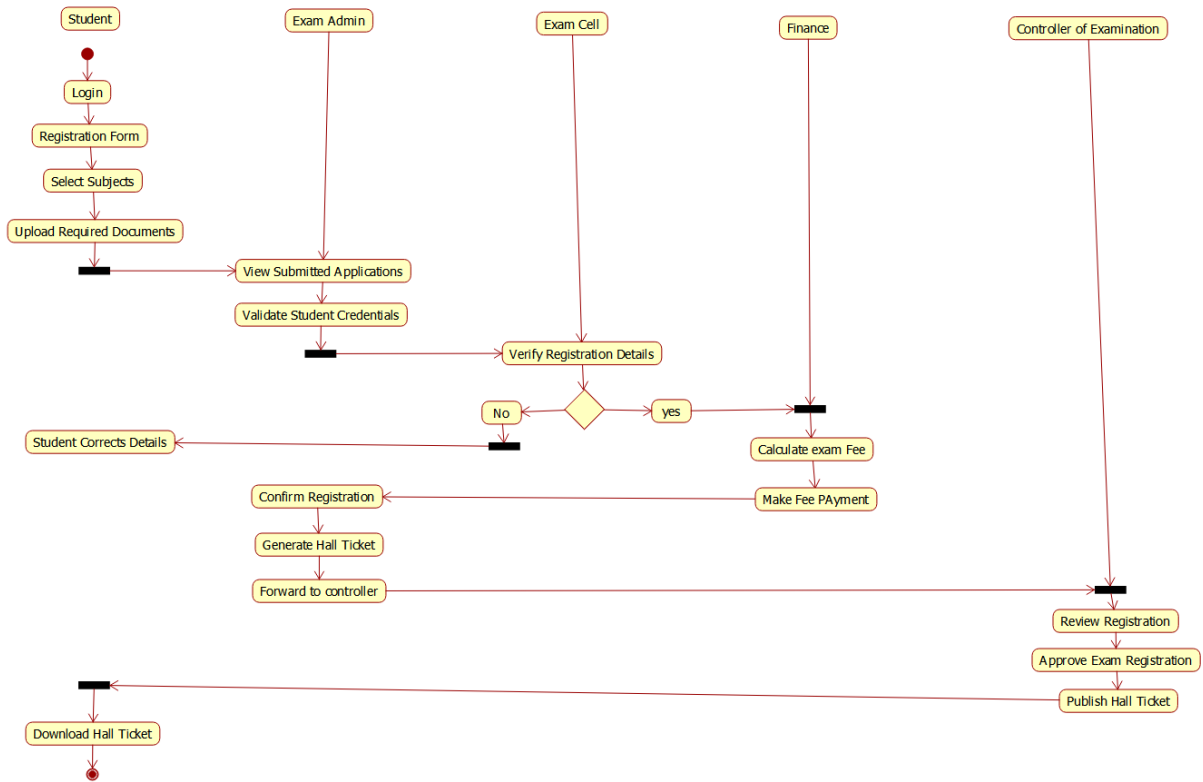 Student
Exam Admin
Exam Cell
Finance
Controller of Examination
Login
Registration Form
Select Subjects
Upload Required Documents
View Submitted Applications
Validate Student Credentials
Verify Registration Details
No
yes
Student Corrects Details
Calculate exam Fee
Confirm Registration
Make Fee PAyment
Generate Hall Ticket
Forward to controller
Review Registration
Approve Exam Registration
Publish Hall Ticket
Download Hall Ticket